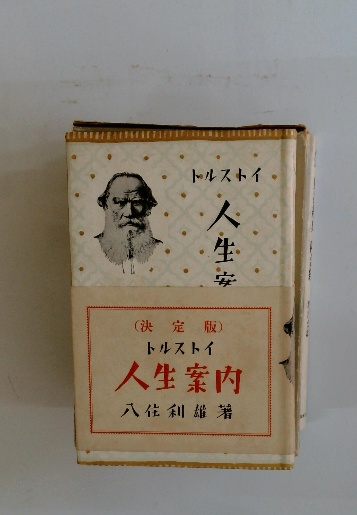 トルストイ
人生案
（決定版）
トルストイ
人生案内
八住利雄著